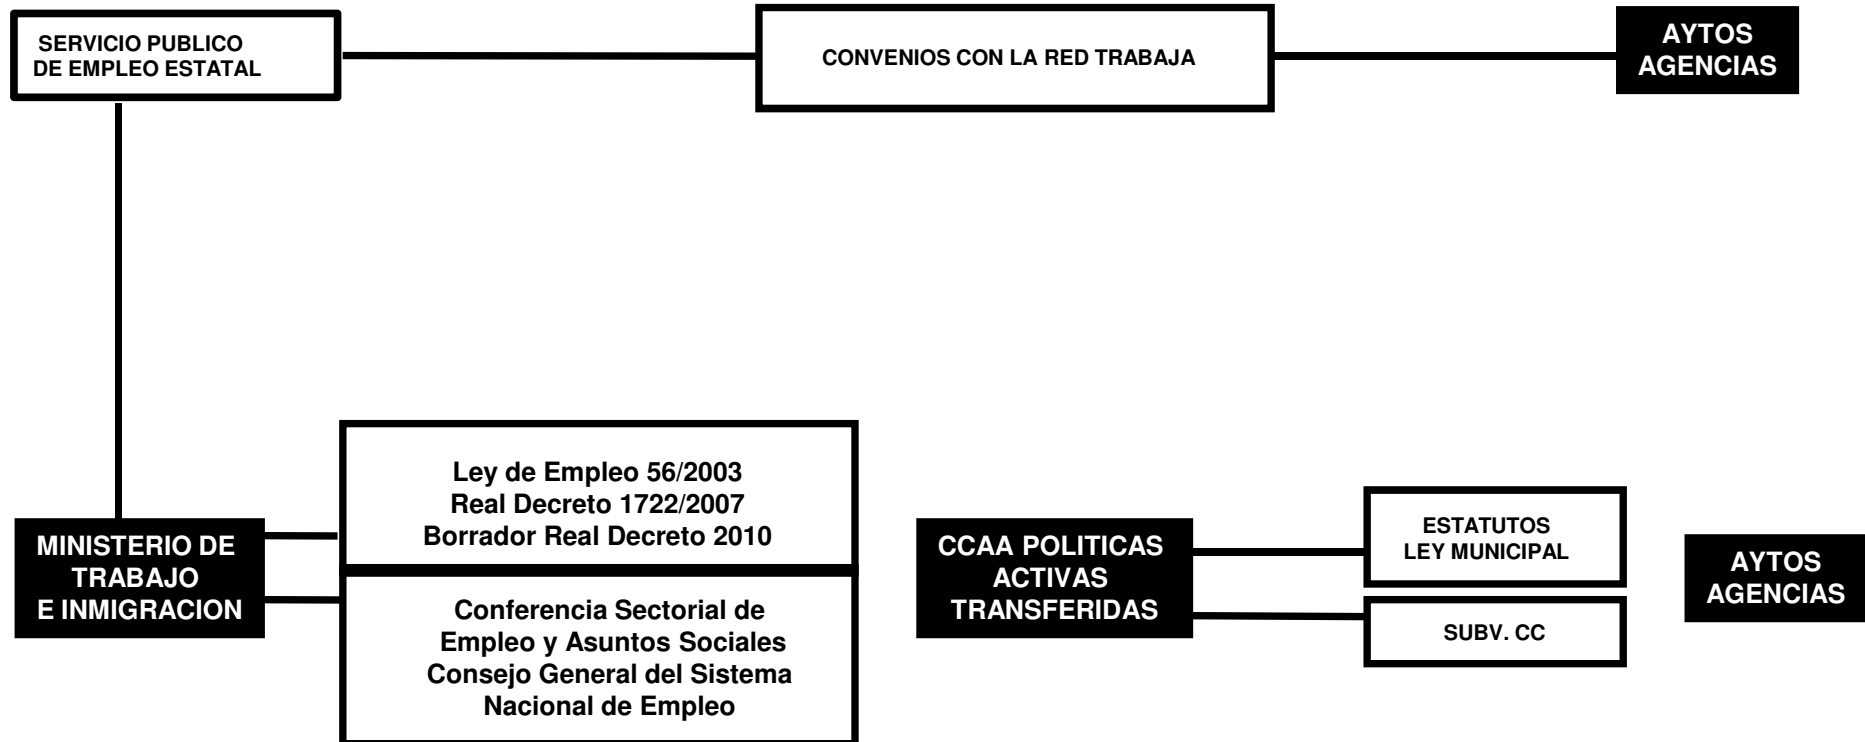 SERVICIO PUBLICO
DE EMPLEO ESTATAL
CONVENIOS CON LA RED TRABAJA
AYTOS
AGENCIAS
MINISTERIO DE
TRABAJO
E INMIGRACION
Ley de Empleo 56/2003
Real Decreto 1722/2007
Borrador Real Decreto 2010
Conferencia Sectorial de
Empleo y Asuntos Sociales
Consejo General del Sistema
Nacional de Empleo
CCAA POLITICAS
ACTIVAS
TRANSFERIDAS
ESTATUTOS
LEY MUNICIPAL
SUBV. CC
AYTOS
AGENCIAS